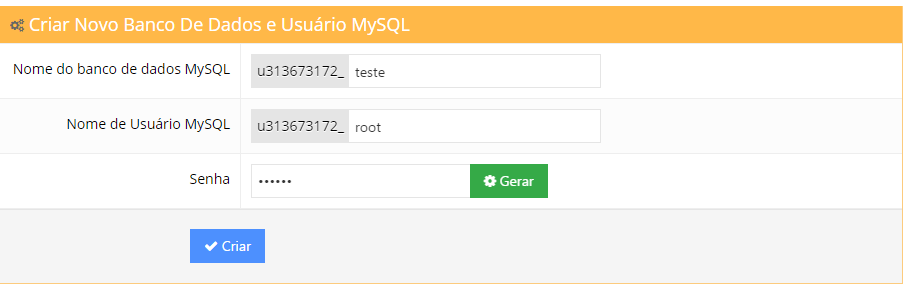 Criar Novo Banco De Dados e Usuário MySQL
Nome do banco de dados MySQL u313673172_ teste
Nome de Usuário MySQL u313673172_ root
Senha •••••• Gerar
Criar